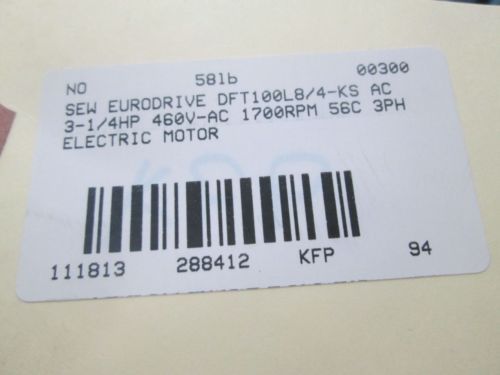 NO 58lb 00300
SEW EURODRIVE DFT100L8/4-KS AC
3-1/4HP 460V-AC 1700RPM 56C 3PH
ELECTRIC MOTOR
111813 288412 KFP 94